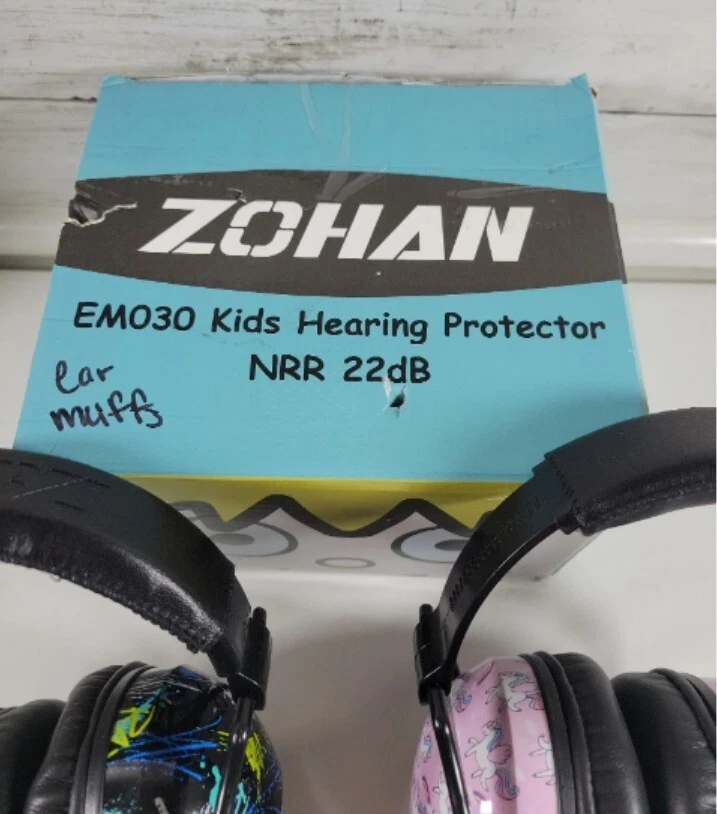 ZOHAN
EM030 Kids Hearing Protector
NRR 22dB
ear
muffs